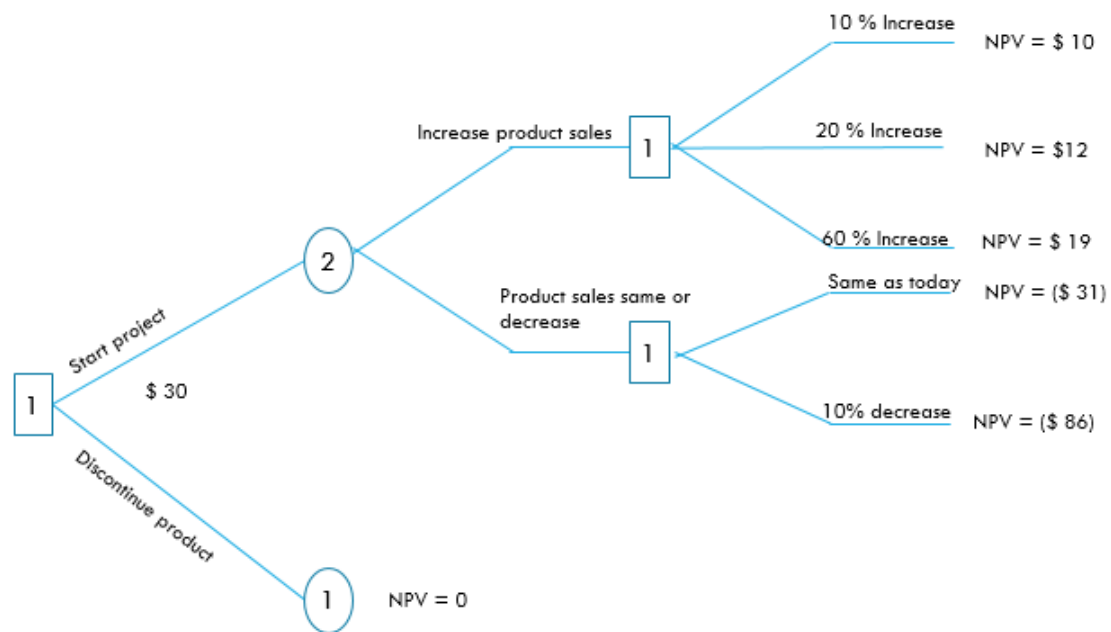 10 % Increase
NPV = $ 10
Increase product sales
1
20 % Increase
NPV = $12
60 % Increase
NPV = $ 19
2
Same as today
NPV = ($ 31)
Product sales same or
decrease
1
Start project
$ 30
1
10% decrease
NPV = ($ 86)
Discontinue product
1
NPV = 0